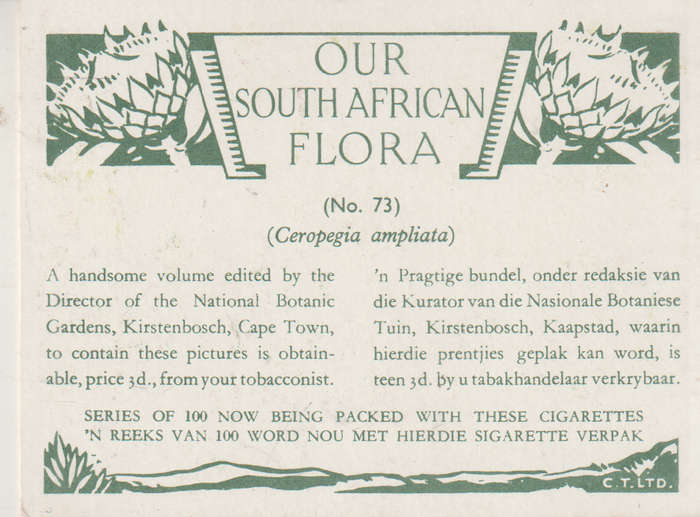 OUR
SOUTH AFRICAN
FLORA
(No. 73)
(Ceropegia ampliata)
A handsome volume edited by the
Director of the National Botanic
Gardens, Kirstenbosch, Cape Town,
to contain these pictures is obtain-
able, price 3d., from your tobacconist.
'n Pragtige bundel, onder redaksie van
die Kurator van die Nasionale Botaniese
Tuin, Kirstenbosch, Kaapstad, waarin
hierdie prentjies geplak kan word, is
teen 3d. by u tabakhandelaar verkrybaar.
SERIES OF 100 NOW BEING PACKED WITH THESE CIGARETTES
'N REEKS VAN 100 WORD NOU MET HIERDIE SIGARETTE VERPAK
C.T. LTD.